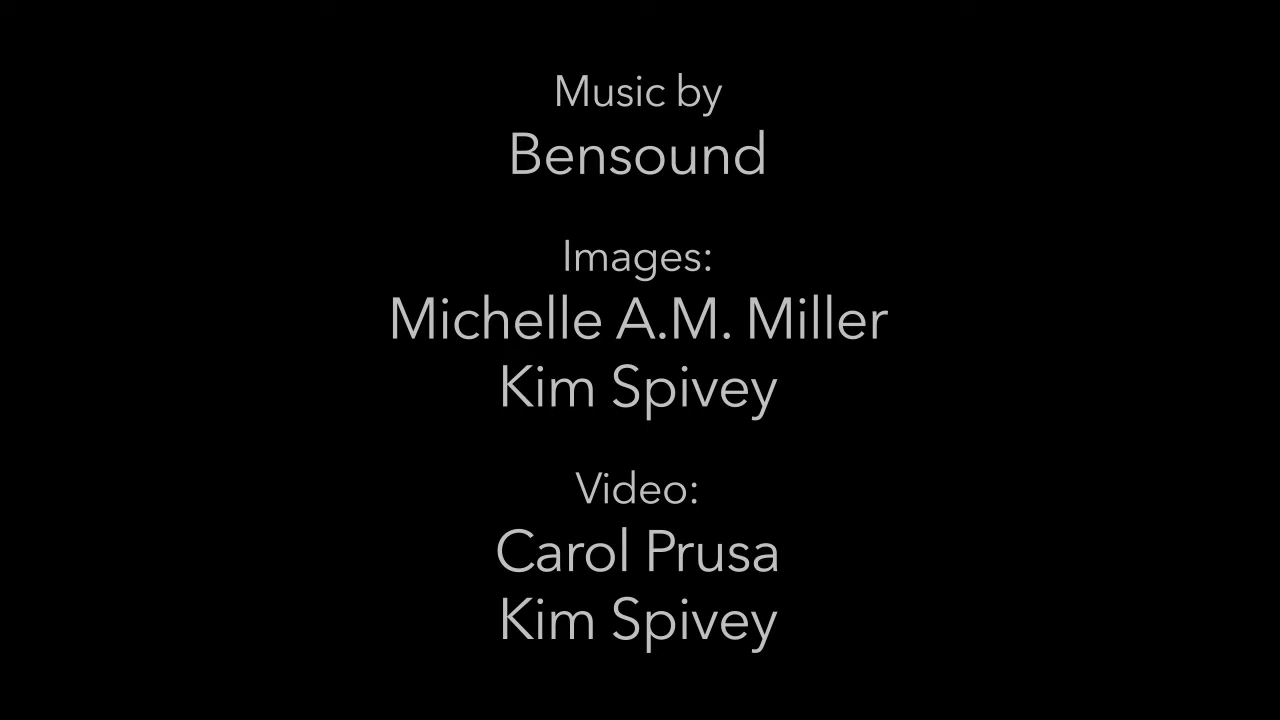 Music by
Bensound
Images:
Michelle A.M. Miller
Kim Spivey
Video:
Carol Prusa
Kim Spivey